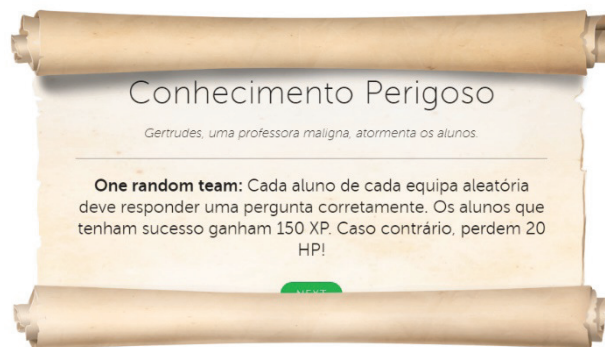 Conhecimento Perigoso
Gertrudes, uma professora maligna, atormenta os alunos.
One random team: Cada aluno de cada equipa aleatória
deve responder uma pergunta corretamente. Os alunos que
tenham sucesso ganham 150 XP. Caso contrário, perdem 20
HP!
NEXT